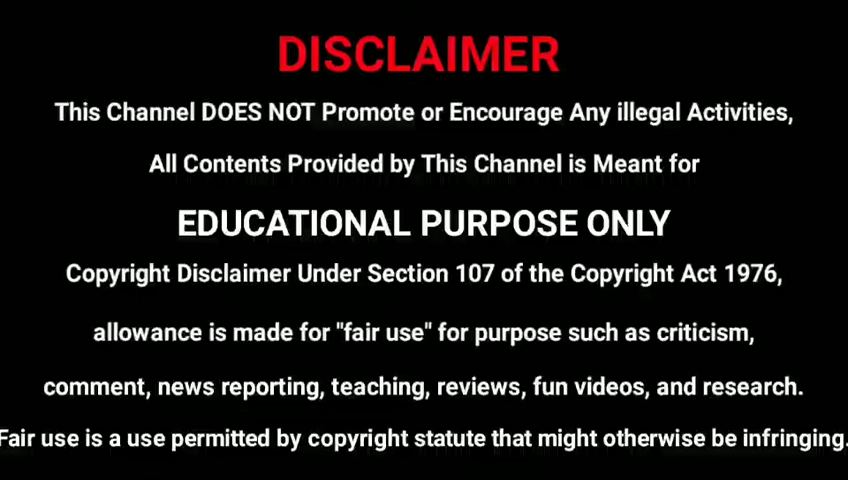 DISCLAIMER
This Channel DOES NOT Promote or Encourage Any illegal Activities,
All Contents Provided by This Channel is Meant for
EDUCATIONAL PURPOSE ONLY
Copyright Disclaimer Under Section 107 of the Copyright Act 1976,
allowance is made for "fair use" for purpose such as criticism,
comment, news reporting, teaching, reviews, fun videos, and research.
Fair use is a use permitted by copyright statute that might otherwise be infringing.